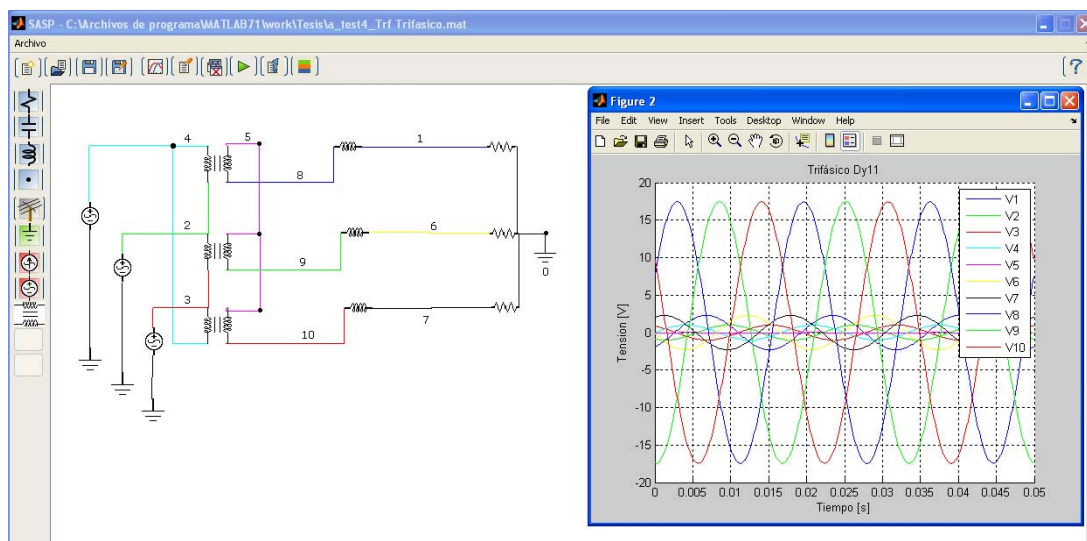 SASP - C:\Archivos de programa\MATLAB71\work\Tesis\a_test4_Trf Trifasico.mat
Archivo
4
5
1
8
2
6
9
3
7
10
0
Figure 2
File Edit View Insert Tools Desktop Window Help
Trifásico Dy11
Tension [V]
20
15
10
5
0
-5
-10
-15
-20
0 0.005 0.01 0.015 0.02 0.025 0.03 0.035 0.04 0.045 0.05
Tiempo [s]
V1
V2
V3
V4
V5
V6
V7
V8
V9
V10